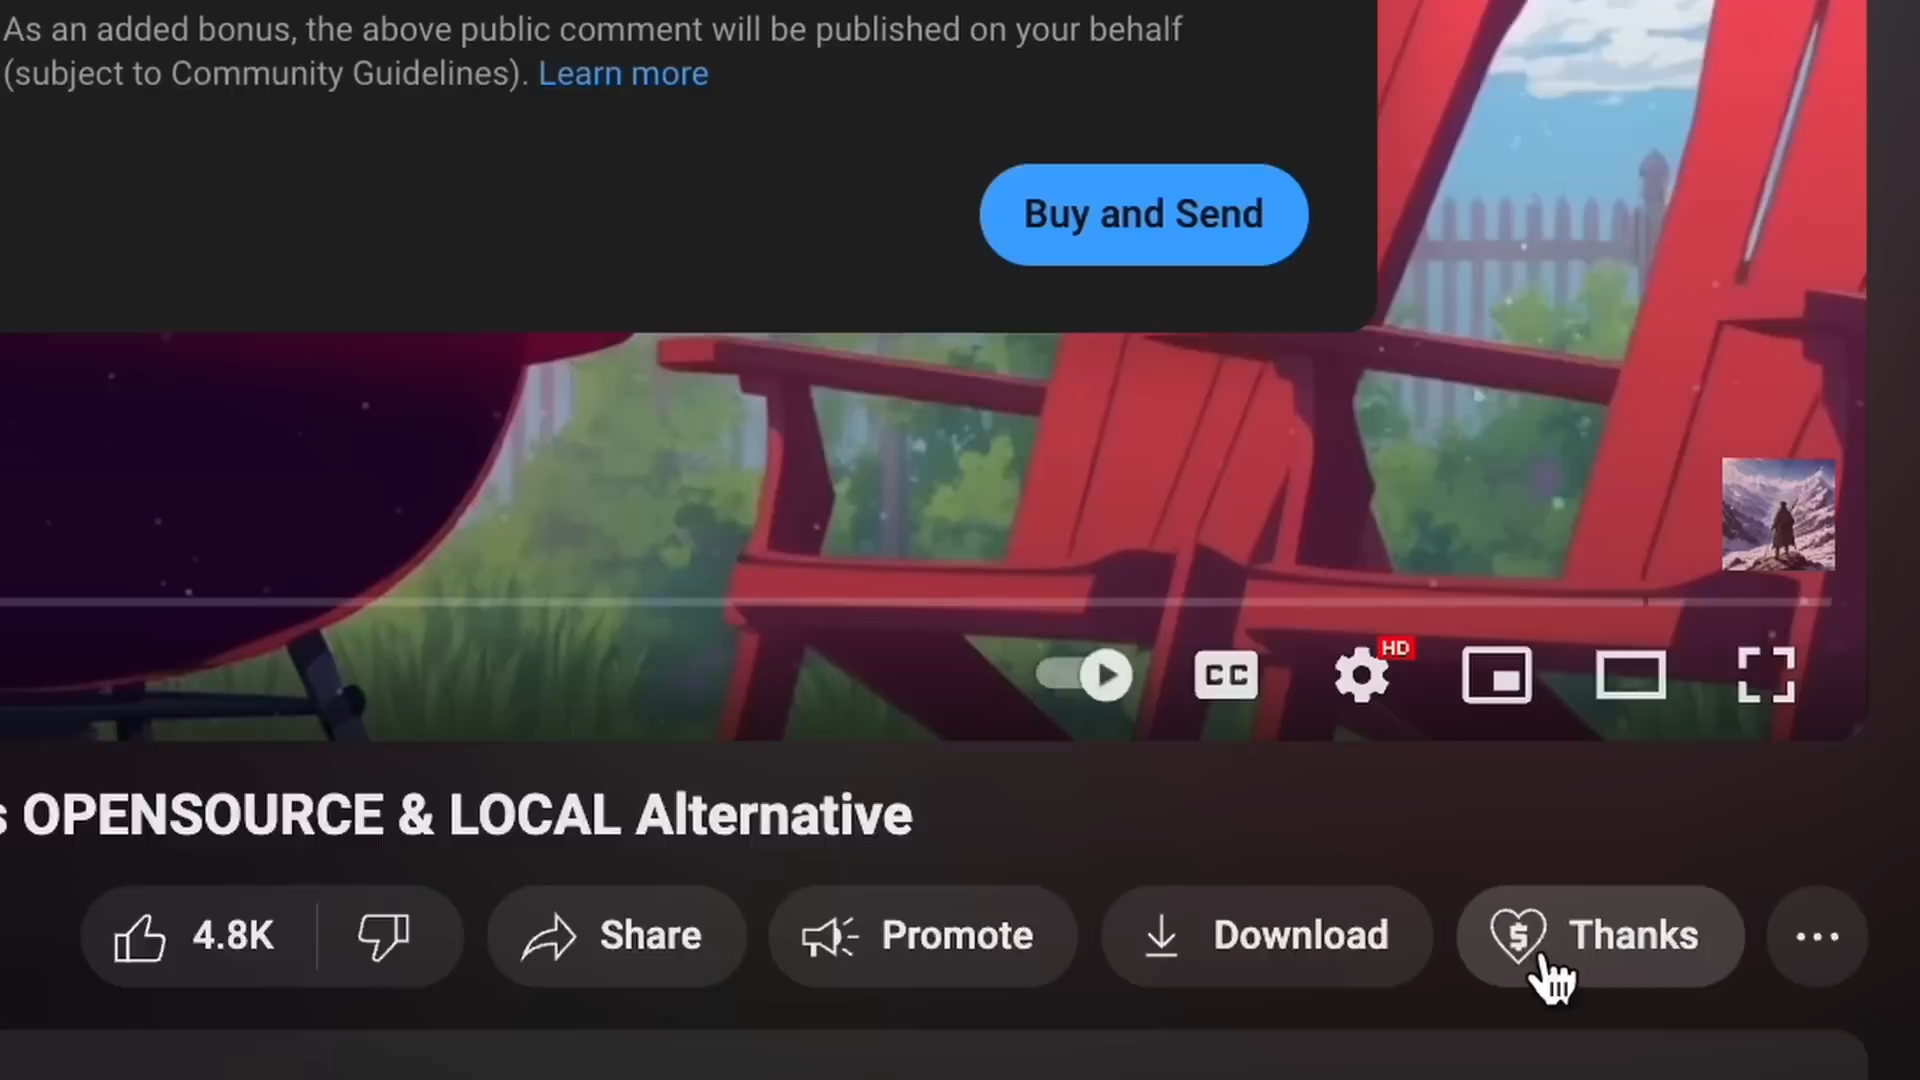 As an added bonus, the above public comment will be published on your behalf
(subject to Community Guidelines). Learn more
Buy and Send
CC
HD
s OPENSOURCE & LOCAL Alternative
4.8K
Share
Promote
Download
$ Thanks